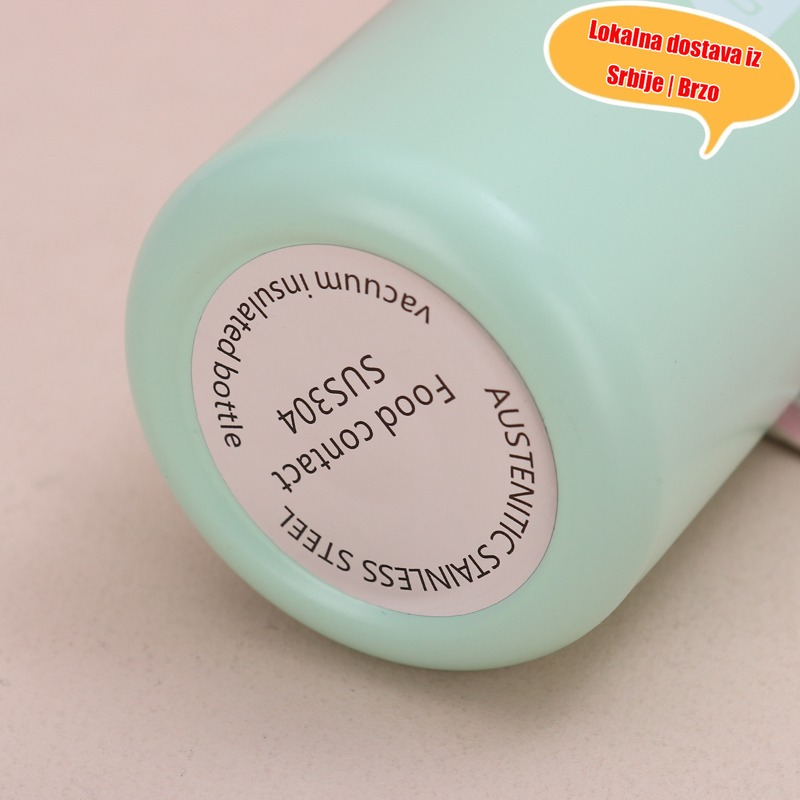 Lokalna dostava iz
Srbije | Brzo
AUSTENITIC STAINLESS STEEL
Food contact
SUS304
vacuum insulated bottle